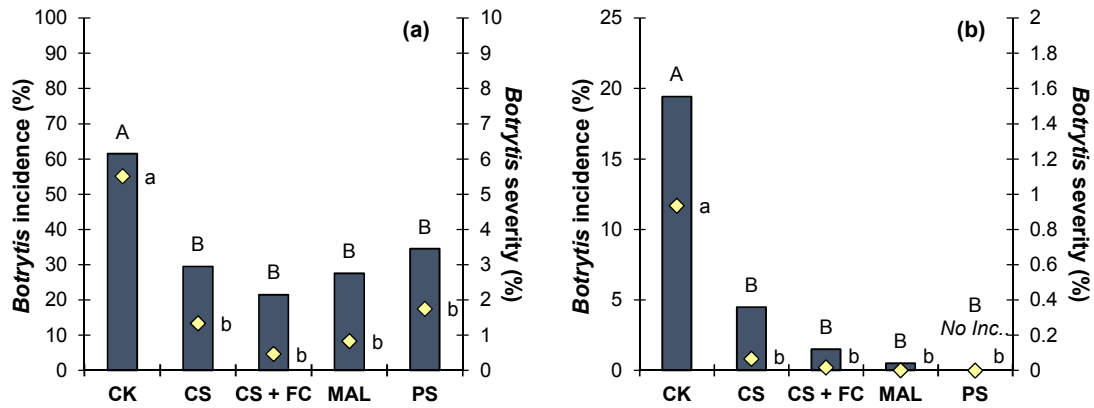 (a)
Botrytis incidence (%)
100
90
80
70
60
50
40
30
20
10
0
A
a
B
b
B
b
B
b
B
b
CK CS CS + FC MAL PS
10
9
8
7
6
5
4
3
2
1
0
Botrytis severity (%)
(b)
Botrytis incidence (%)
25
20
15
10
5
0
A
a
B
b
B
b
B
b
B
No Inc..
b
CK CS CS + FC MAL PS
2
1.8
1.6
1.4
1.2
1
0.8
0.6
0.4
0.2
0
Botrytis severity (%)